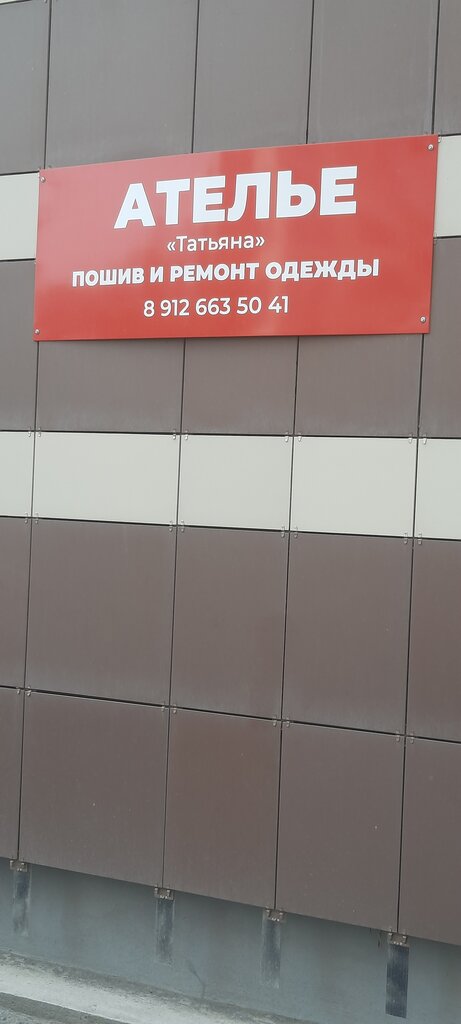 АТЕЛЬЕ
«Татьяна»
ПОШИВ И РЕМОНТ ОДЕЖДЫ
8 912 663 50 41